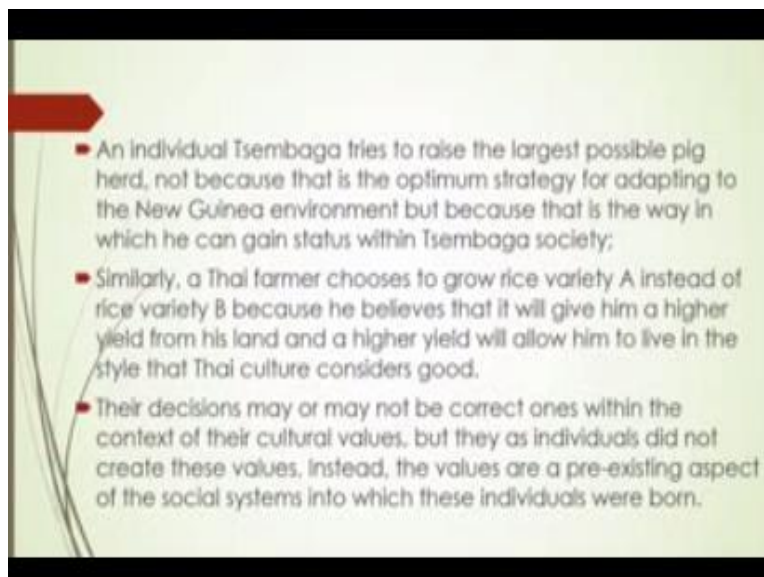 An individual Tsembaga tries to raise the largest possible pig
herd, not because that is the optimum strategy for adapting to
the New Guinea environment but because that is the way in
which he can gain status within Tsembaga society;
Similarly, a Thai farmer chooses to grow rice variety A instead of
rice variety B because he believes that it will give him a higher
yield from his land and a higher yield will allow him to live in the
style that Thai culture considers good.
Their decisions may or may not be correct ones within the
context of their cultural values, but they as individuals did not
create these values. Instead, the values are a pre-existing aspect
of the social systems into which these individuals were born.